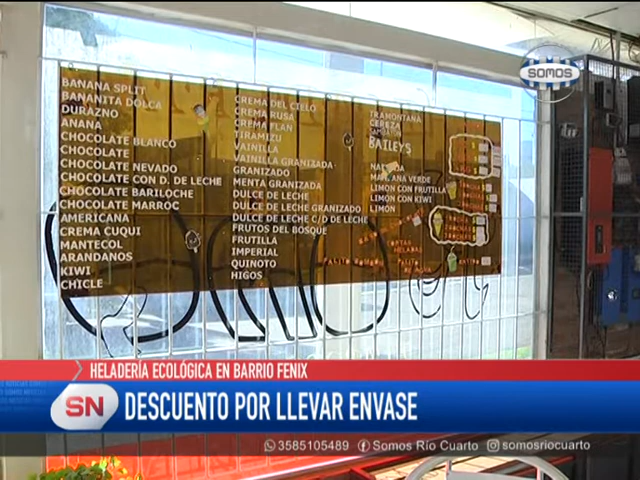 SOMOS
BANANA SPLIT
BANANITA DOLCA
DURAZNO
ANANA
CHOCOLATE BLANCO
CHOCOLATE
CHOCOLATE NEVADO
CHOCOLATE CON D. DE LECHE
CHOCOLATE BARILOCHE
CHOCOLATE MARROC
AMERICANA
CREMA CUQUI
MANTECOL
ARANDANOS
KIWI
CHICLE
CREMA DEL CIELO
CREMA RUSA
CREMA FLAN
TIRAMIZU
VAINILLA
VAINILLA GRANIZADA
GRANIZADO
MENTA GRANIZADA
DULCE DE LECHE
DULCE DE LECHE GRANIZADO
DULCE DE LECHE C/D DE LECHE
FRUTOS DEL BOSQUE
FRUTILLA
IMPERIAL
QUINOTO
HIGOS
TRAMONTANA
CEREZA
BAILEYS
LIMON CON FRUTILLA
LIMON CON KIWI
LIMON
HELADERÍA ECOLÓGICA EN BARRIO FENIX
SN DESCUENTO POR LLEVAR ENVASE
3585105489 Somos Río Cuarto somosriocuarto